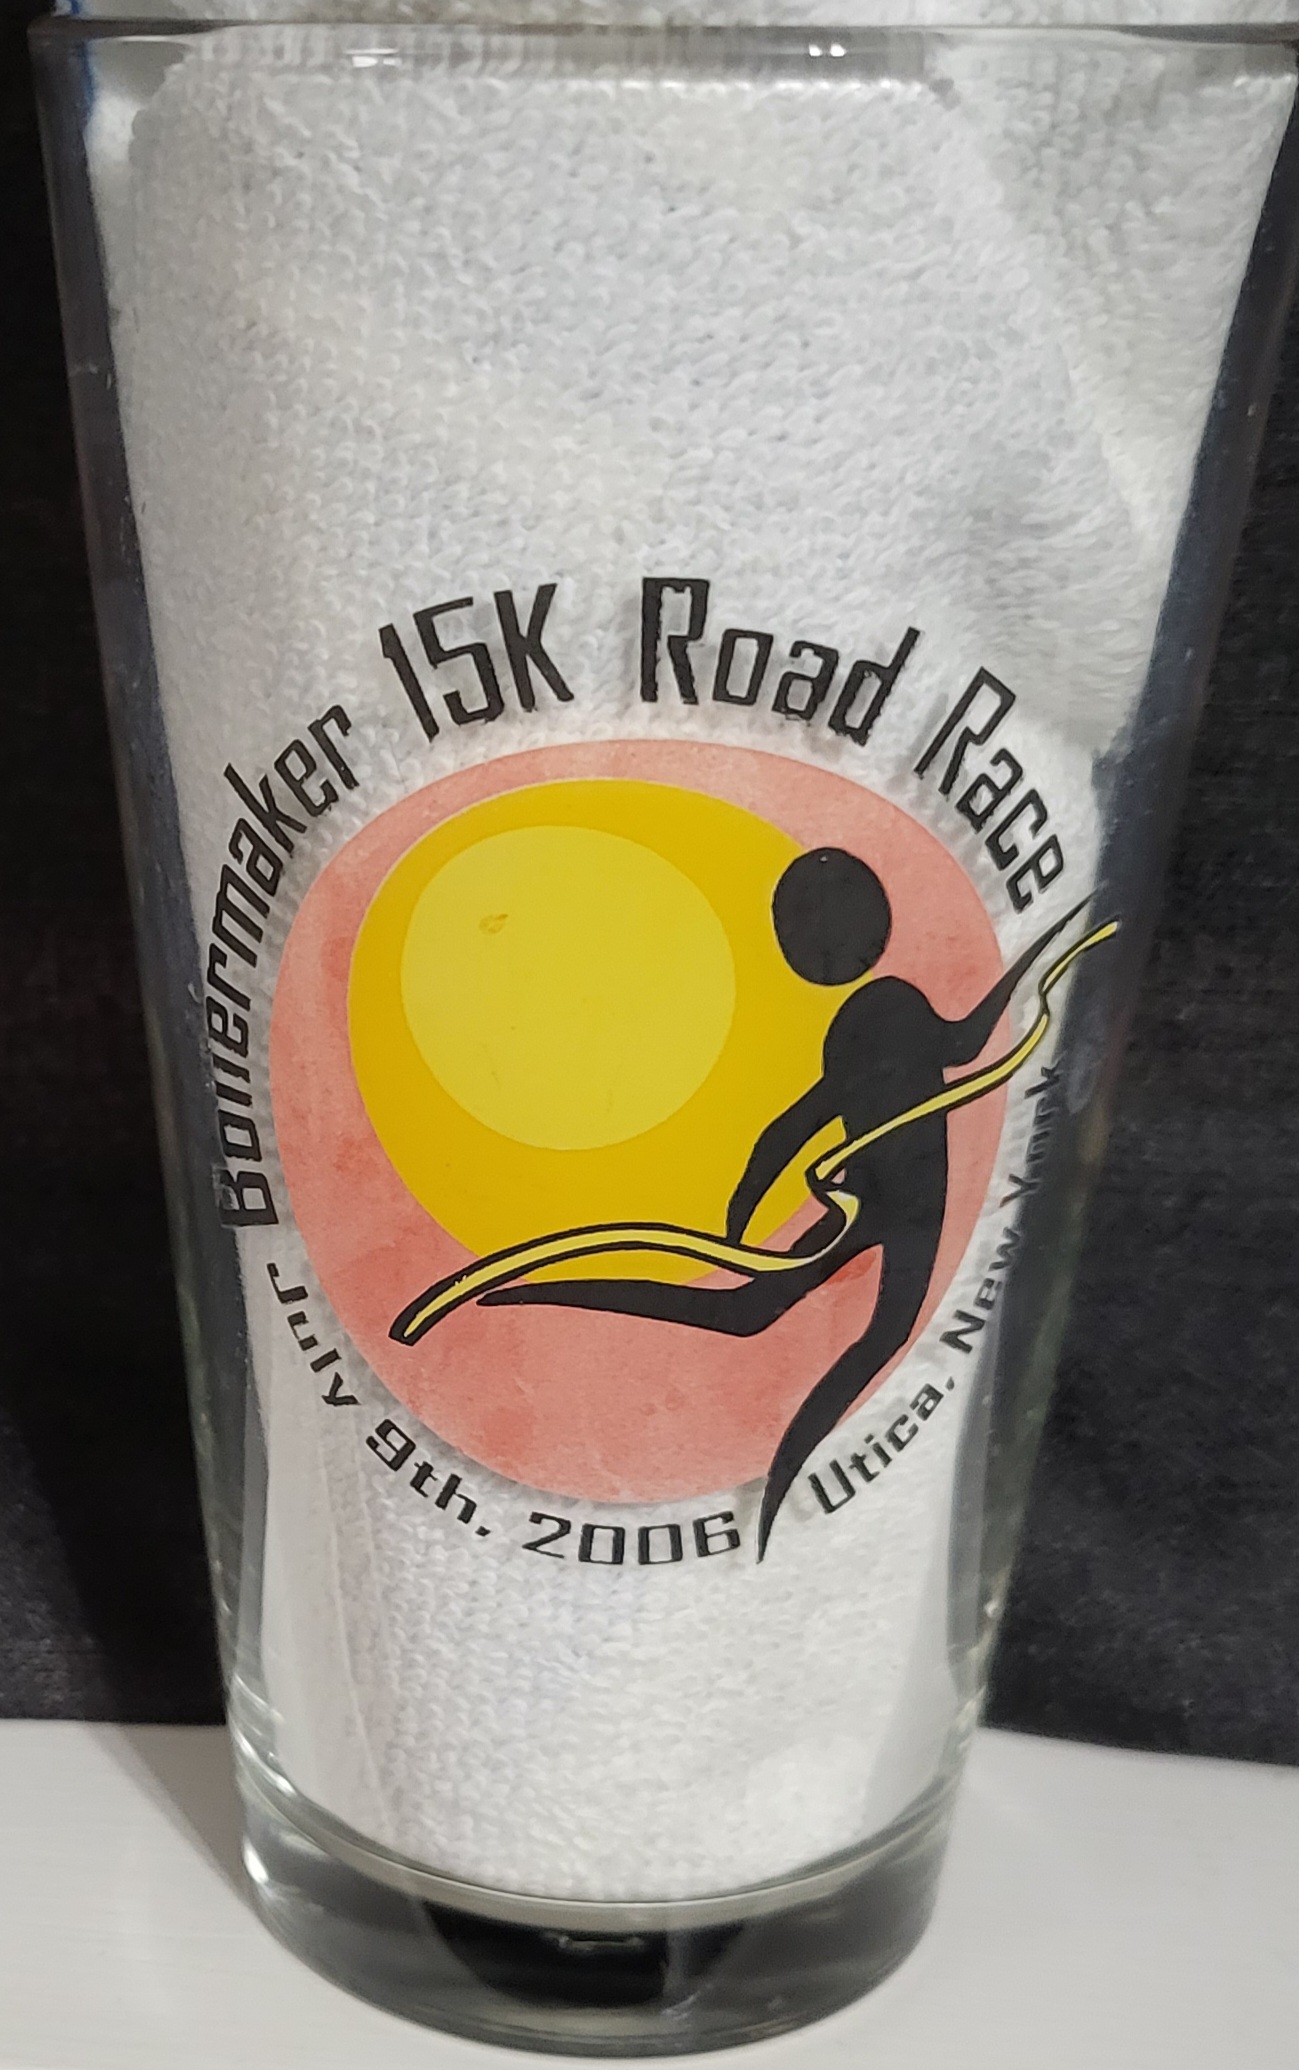 Boilermaker 15K Road Race
July 9th, 2006 Utica, New York